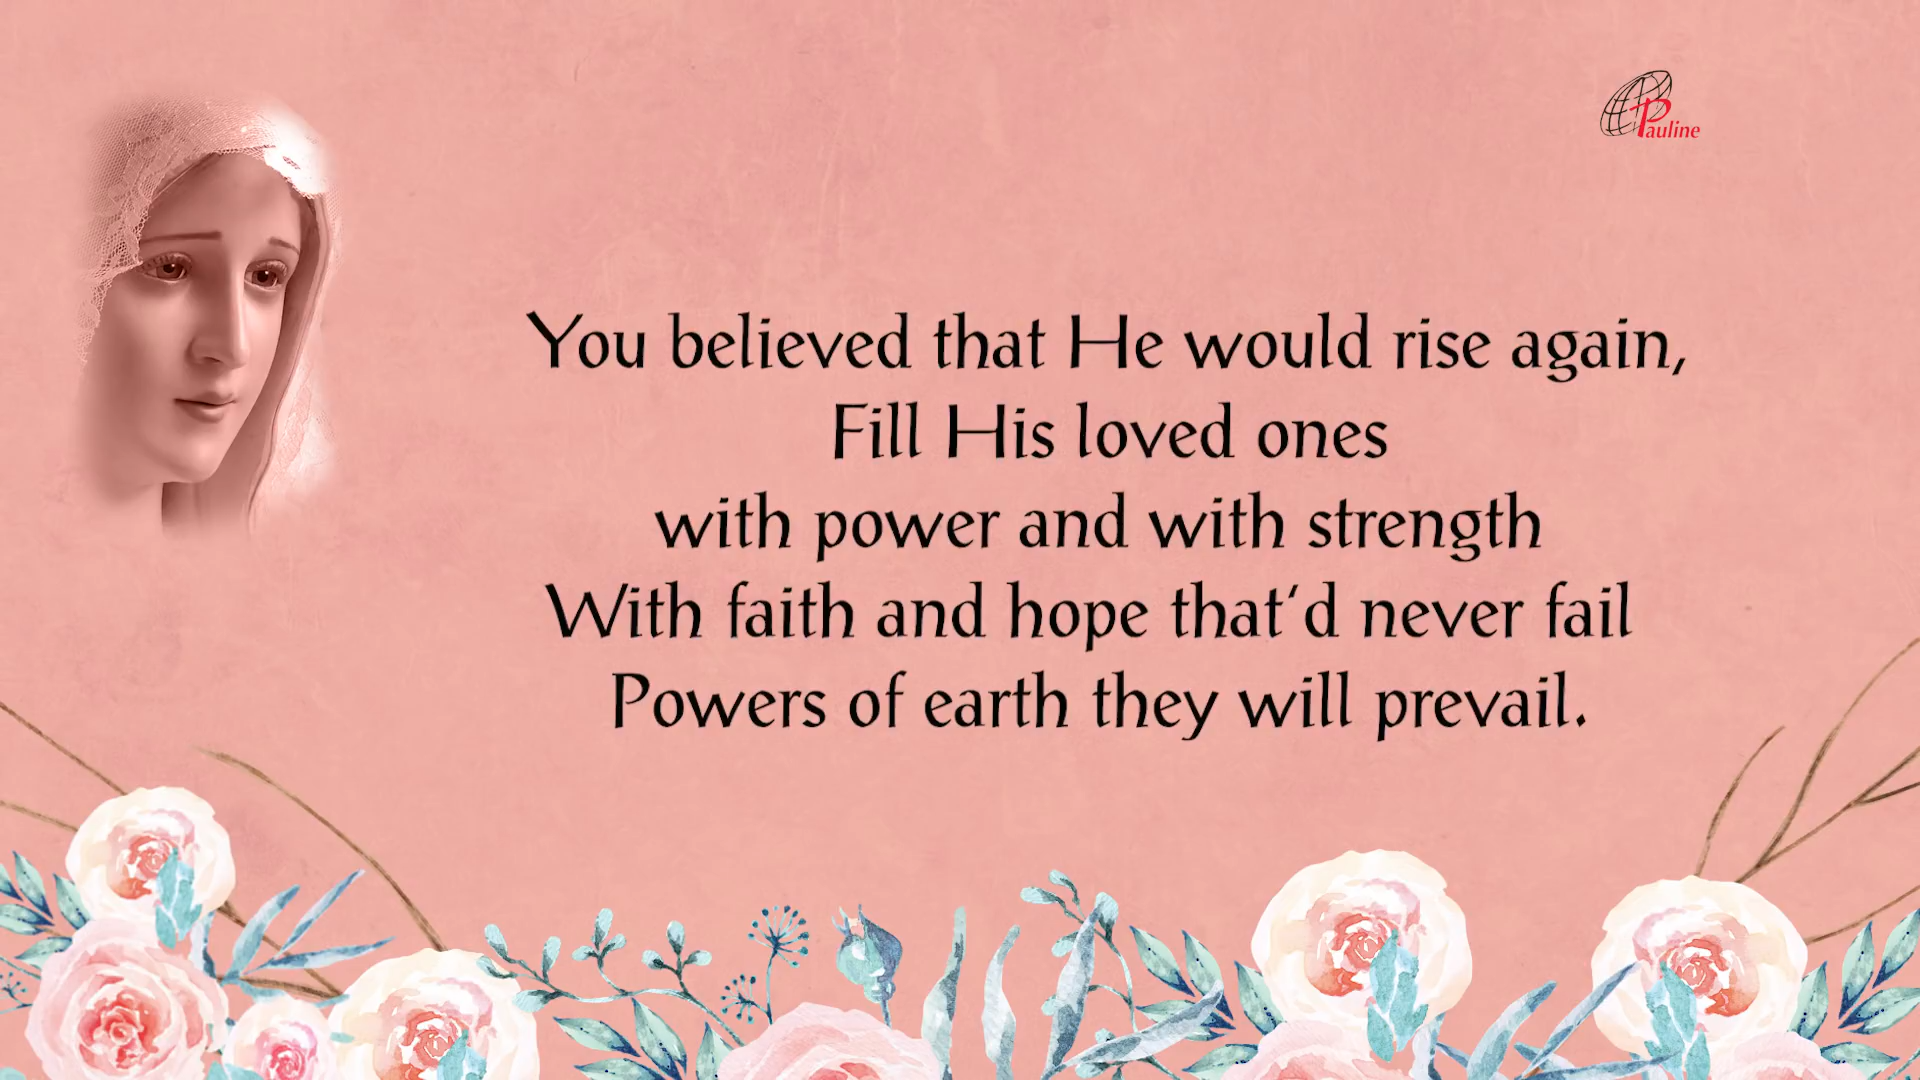 Pauline
You believed that He would rise again,
Fill His loved ones
with power and with strength
With faith and hope that'd never fail
Powers of earth they will prevail.